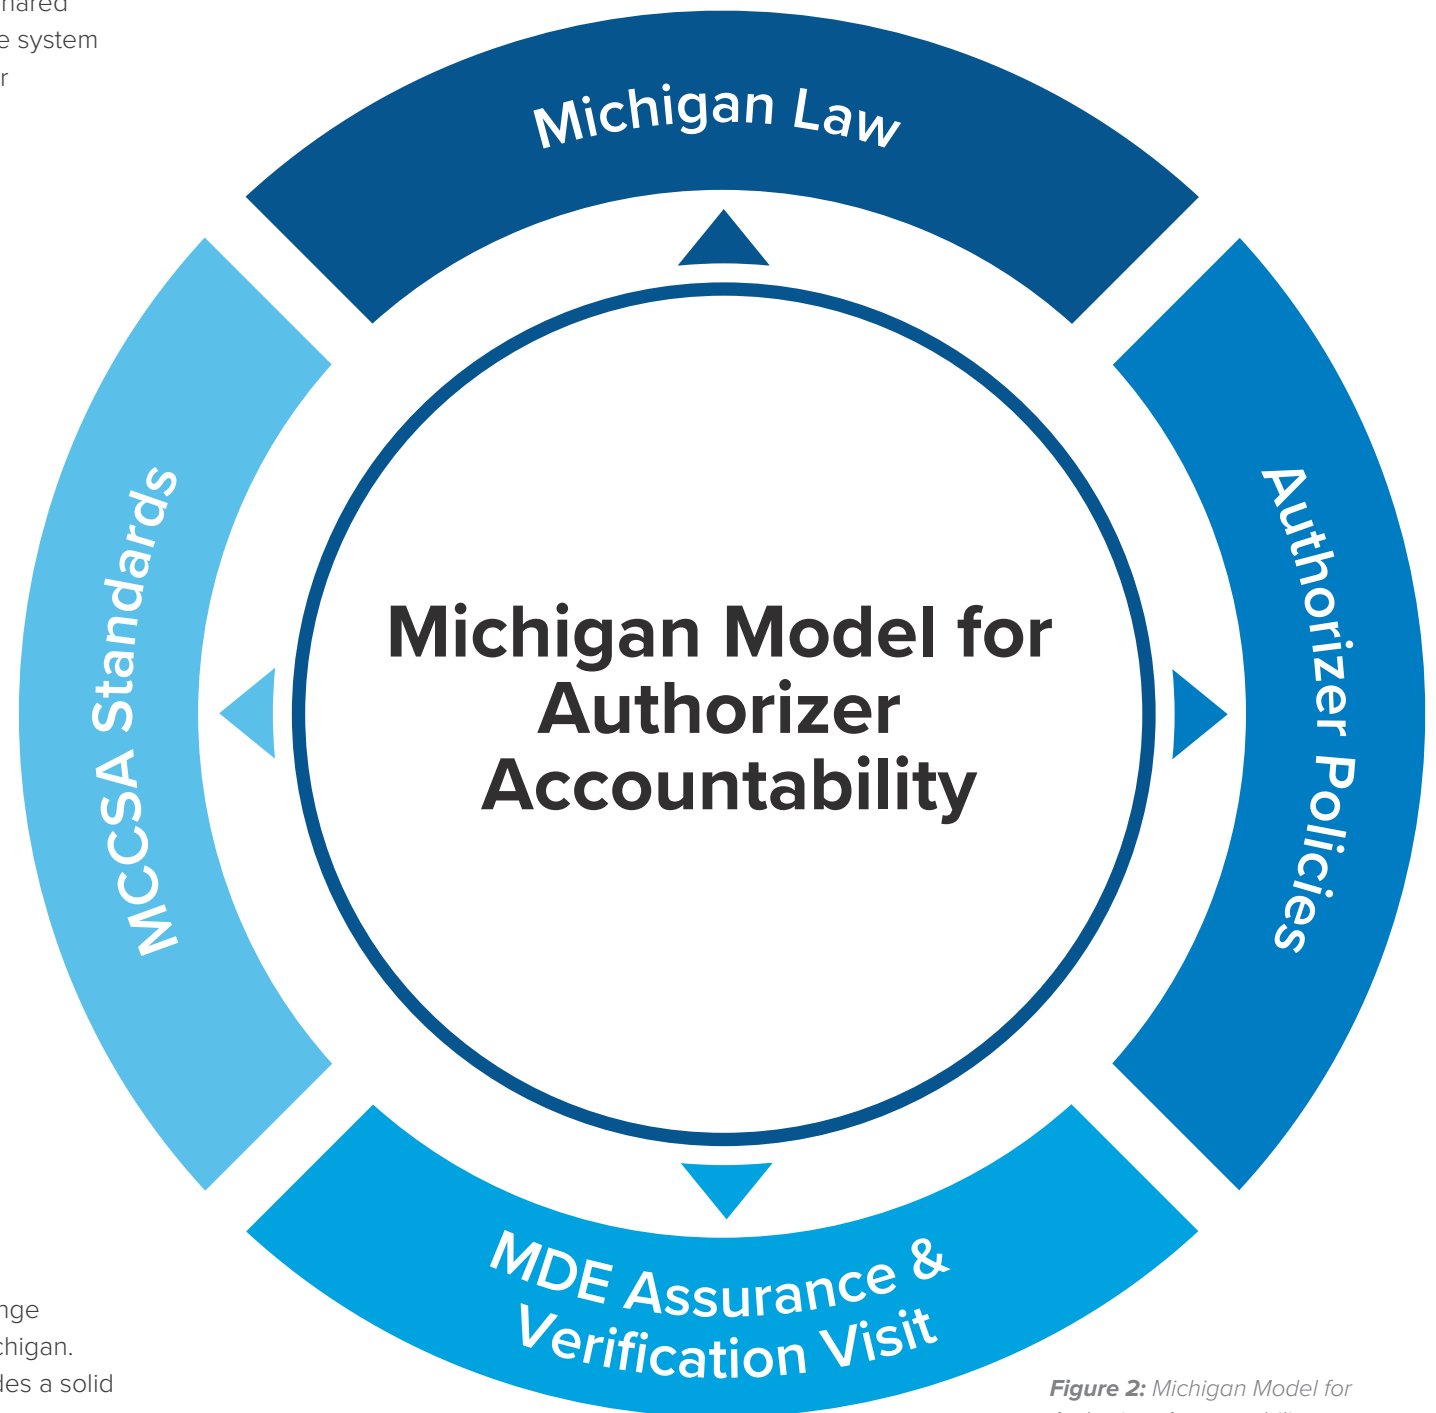 e system
r
Michigan Law
MCCSA Standards
Michigan Model for
Authorizer
Accountability
Authorizer Policies
MDE Assurance &
Verification Visit
nge
chigan.
des a solid
Figure 2: Michigan Model for